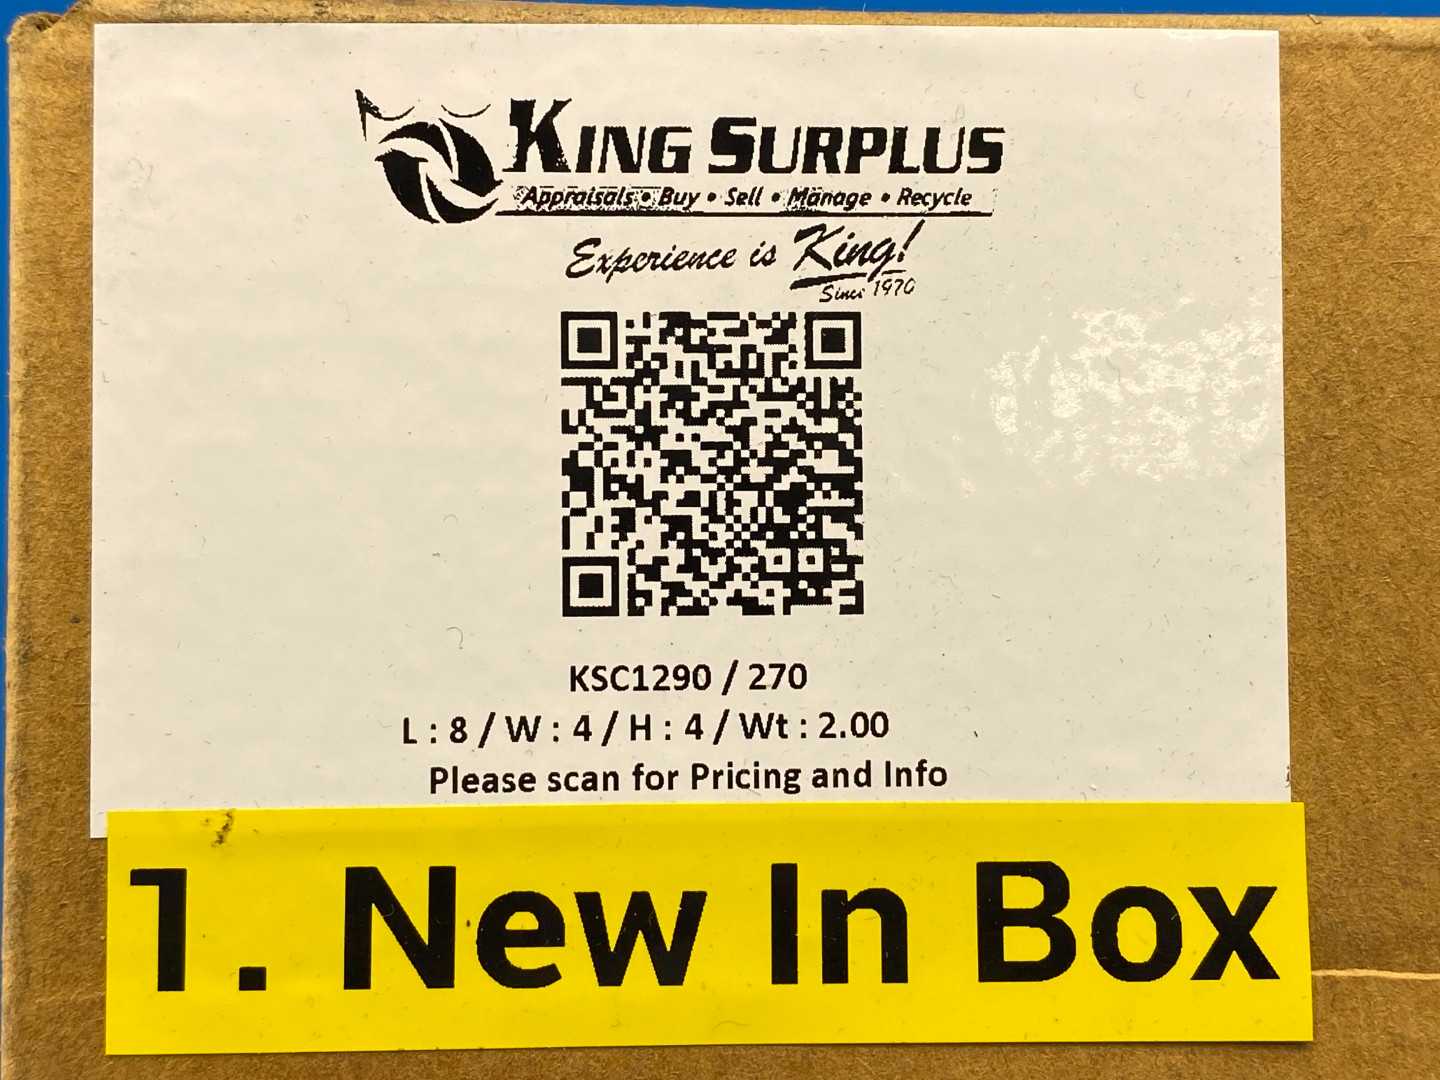 KING SURPLUS
Appraisals • Buy • Sell • Manage • Recycle
Experience is King!
Since 1970
KSC1290 / 270
L : 8 / W : 4 / H : 4 / Wt : 2.00
Please scan for Pricing and Info
1. New In Box